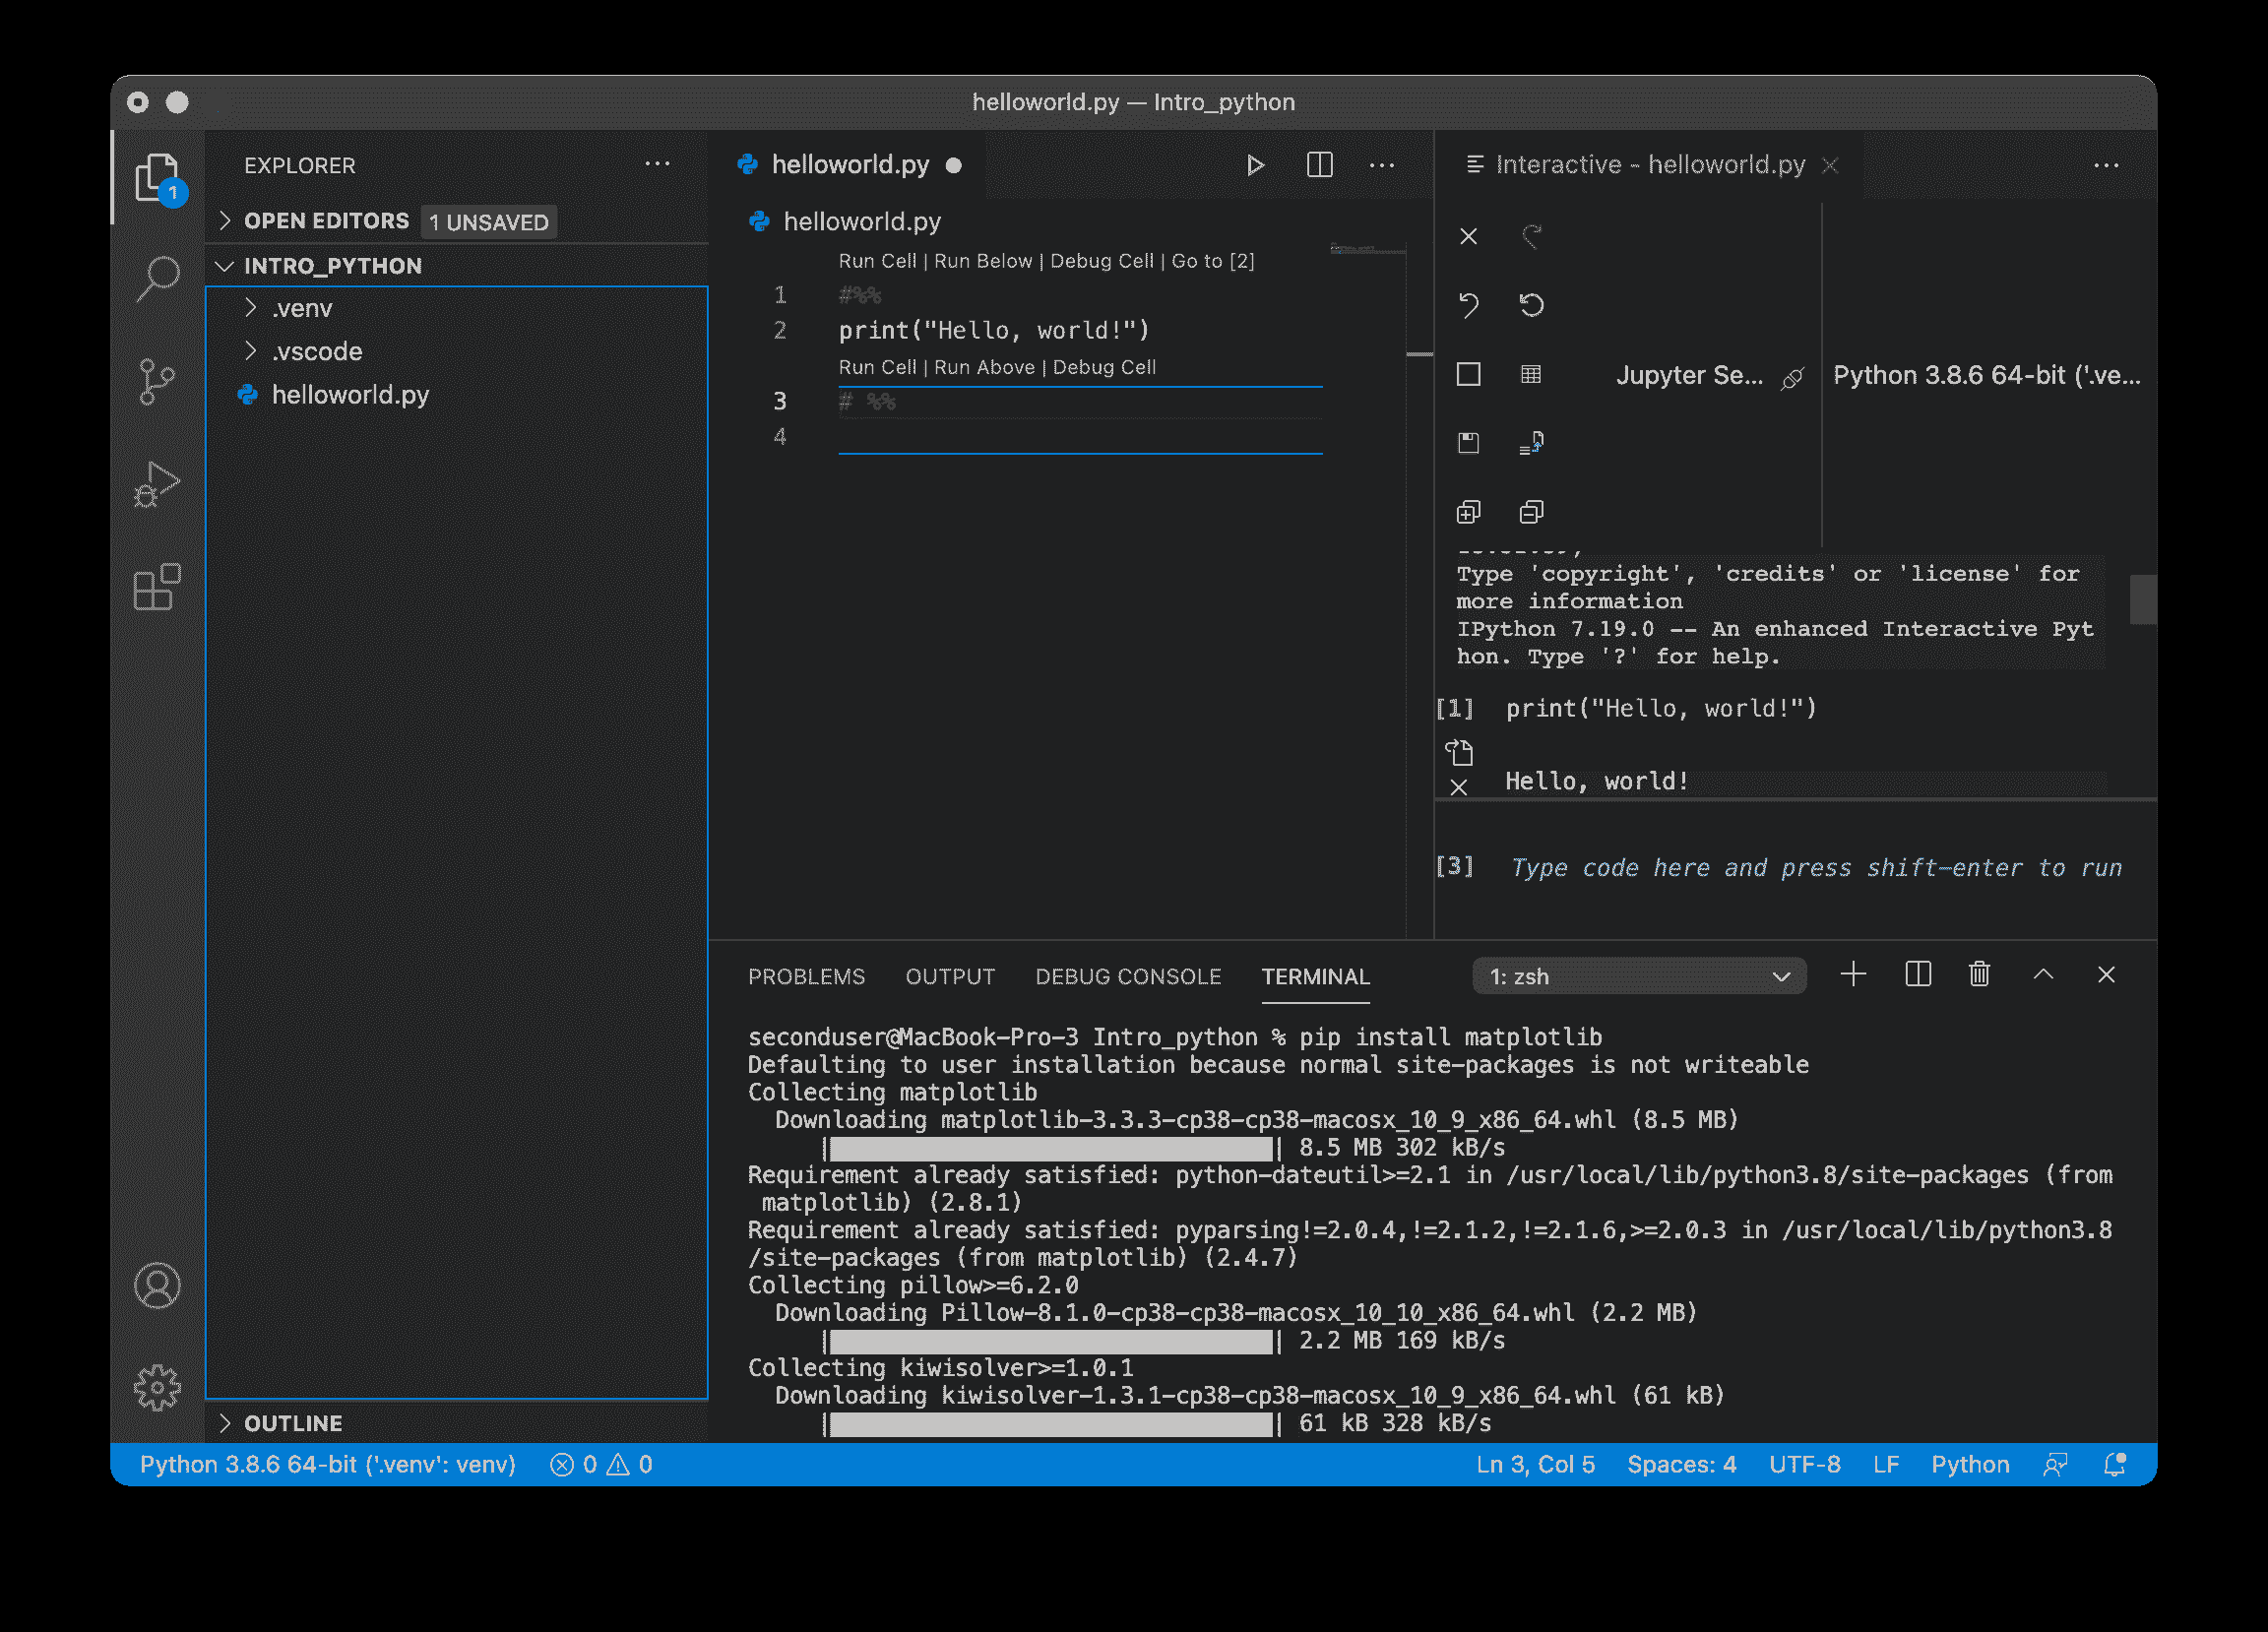 helloworld.py — Intro_python
EXPLORER
1
OPEN EDITORS 1 UNSAVED
INTRO_PYTHON
.venv
.vscode
helloworld.py
OUTLINE
helloworld.py
helloworld.py
Run Cell | Run Below | Debug Cell | Go to [2]
1 #%%
2 print("Hello, world!")
Run Cell | Run Above | Debug Cell
3 # %%
4
Interactive - helloworld.py
Jupyter Se...
Python 3.8.6 64-bit ('.ve...
Type 'copyright', 'credits' or 'license' for
more information
IPython 7.19.0 -- An enhanced Interactive Pyt
hon. Type '?' for help.
[1] print("Hello, world!")
Hello, world!
[3] Type code here and press shift-enter to run
PROBLEMS OUTPUT DEBUG CONSOLE TERMINAL 1: zsh
seconduser@MacBook-Pro-3 Intro_python % pip install matplotlib
Defaulting to user installation because normal site-packages is not writeable
Collecting matplotlib
Downloading matplotlib-3.3.3-cp38-cp38-macosx_10_9_x86_64.whl (8.5 MB)
|                                | 8.5 MB 302 kB/s
Requirement already satisfied: python-dateutil>=2.1 in /usr/local/lib/python3.8/site-packages (from
matplotlib) (2.8.1)
Requirement already satisfied: pyparsing!=2.0.4,!=2.1.2,!=2.1.6,>=2.0.3 in /usr/local/lib/python3.8
/site-packages (from matplotlib) (2.4.7)
Collecting pillow>=6.2.0
Downloading Pillow-8.1.0-cp38-cp38-macosx_10_10_x86_64.whl (2.2 MB)
|                                | 2.2 MB 169 kB/s
Collecting kiwisolver>=1.0.1
Downloading kiwisolver-1.3.1-cp38-cp38-macosx_10_9_x86_64.whl (61 kB)
|                                | 61 kB 328 kB/s
Python 3.8.6 64-bit ('.venv': venv) 0 0 Ln 3, Col 5 Spaces: 4 UTF-8 LF Python